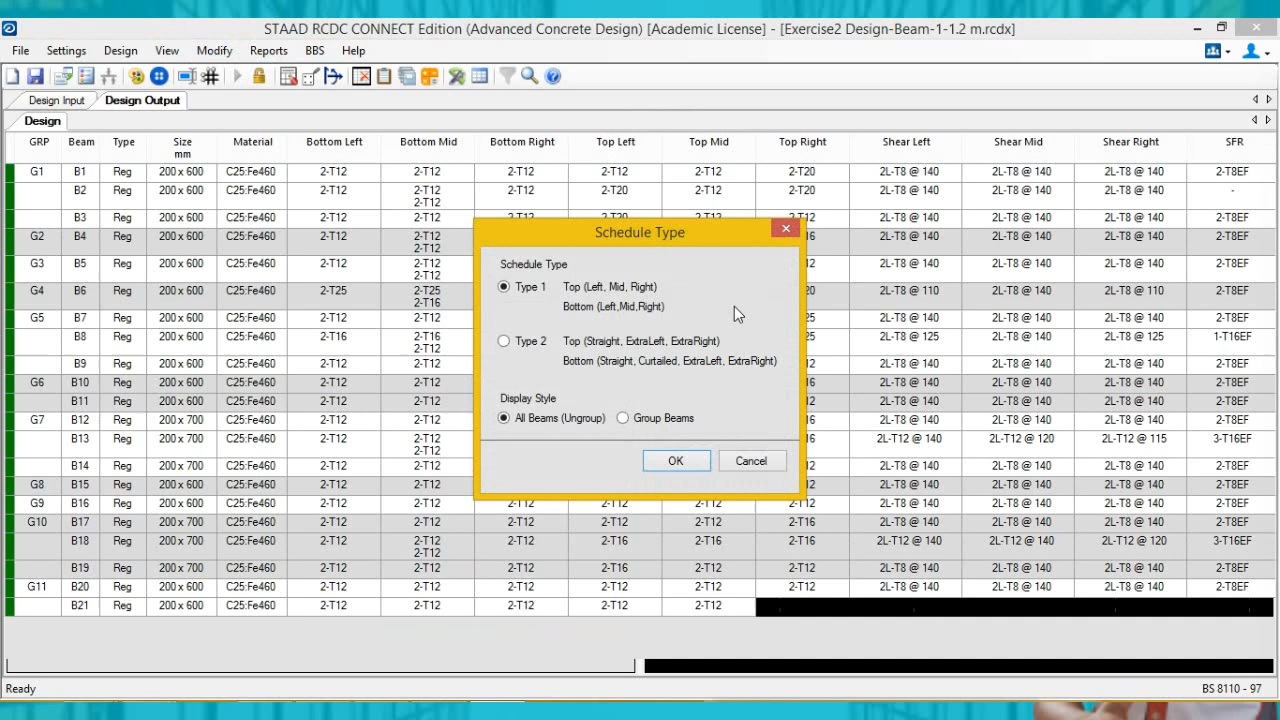 STAAD RCDC CONNECT Edition (Advanced Concrete Design) [Academic License] - [Exercise2 Design-Beam-1-1.2 m.rcdx]
File Settings Design View Modify Reports BBS Help
Design Input Design Output
Design
GRP Beam Type Size mm Material Bottom Left Bottom Mid Bottom Right Top Left Top Mid Top Right Shear Left Shear Mid Shear Right SFR
G1 B1 Reg 200 x 600 C25:Fe460 2-T12 2-T12 2-T12 2-T12 2-T12 2-T20 2L-T8 @ 140 2L-T8 @ 140 2L-T8 @ 140 2-T8EF
B2 Reg 200 x 600 C25:Fe460 2-T12 2-T12 2-T12 2-T20 2-T12 2-T20 2L-T8 @ 140 2L-T8 @ 140 2L-T8 @ 140 -
2-T12
B3 Reg 200 x 600 C25:Fe460 2-T12 2-T12 2-T12 2-T20 2-T12 2-T12 2L-T8 @ 140 2L-T8 @ 140 2L-T8 @ 140 2-T8EF
G2 B4 Reg 200 x 600 C25:Fe460 2-T12 2-T12 16 2L-T8 @ 140 2L-T8 @ 140 2L-T8 @ 140 2-T8EF
2-T12
G3 B5 Reg 200 x 600 C25:Fe460 2-T12 2-T12 12 2L-T8 @ 140 2L-T8 @ 140 2L-T8 @ 140 2-T8EF
2-T12
G4 B6 Reg 200 x 600 C25:Fe460 2-T25 2-T25 20 2L-T8 @ 110 2L-T8 @ 140 2L-T8 @ 110 2-T8EF
2-T16
G5 B7 Reg 200 x 600 C25:Fe460 2-T12 2-T12 25 2L-T8 @ 140 2L-T8 @ 140 2L-T8 @ 140 2-T8EF
B8 Reg 200 x 600 C25:Fe460 2-T16 2-T16 25 2L-T8 @ 125 2L-T8 @ 140 2L-T8 @ 125 1-T16EF
2-T12
B9 Reg 200 x 600 C25:Fe460 2-T12 2-T12 12 2L-T8 @ 140 2L-T8 @ 140 2L-T8 @ 140 2-T8EF
G6 B10 Reg 200 x 600 C25:Fe460 2-T12 2-T12 16 2L-T8 @ 140 2L-T8 @ 140 2L-T8 @ 140 2-T8EF
B11 Reg 200 x 600 C25:Fe460 2-T12 2-T12 12 2L-T8 @ 140 2L-T8 @ 140 2L-T8 @ 140 2-T8EF
G7 B12 Reg 200 x 700 C25:Fe460 2-T12 2-T12 16 2L-T8 @ 140 2L-T8 @ 140 2L-T8 @ 140 2-T8EF
B13 Reg 200 x 700 C25:Fe460 2-T12 2-T12 16 2L-T12 @ 140 2L-T12 @ 120 2L-T12 @ 115 3-T16EF
2-T12
B14 Reg 200 x 700 C25:Fe460 2-T12 2-T12 12 2L-T8 @ 140 2L-T8 @ 140 2L-T8 @ 140 2-T8EF
G8 B15 Reg 200 x 600 C25:Fe460 2-T12 2-T12 12 2L-T8 @ 140 2L-T8 @ 140 2L-T8 @ 140 2-T8EF
G9 B16 Reg 200 x 600 C25:Fe460 2-T12 2-T12 2-T12 2-T12 2-T12 2-T12 2L-T8 @ 140 2L-T8 @ 140 2L-T8 @ 140 2-T8EF
G10 B17 Reg 200 x 700 C25:Fe460 2-T12 2-T12 2-T12 2-T12 2-T12 2-T16 2L-T8 @ 140 2L-T8 @ 140 2L-T8 @ 140 2-T8EF
B18 Reg 200 x 700 C25:Fe460 2-T12 2-T12 2-T12 2-T16 2-T16 2-T16 2L-T12 @ 140 2L-T12 @ 140 2L-T12 @ 120 3-T16EF
2-T12
B19 Reg 200 x 700 C25:Fe460 2-T12 2-T12 2-T12 2-T16 2-T12 2-T12 2L-T8 @ 140 2L-T8 @ 140 2L-T8 @ 140 2-T8EF
G11 B20 Reg 200 x 600 C25:Fe460 2-T12 2-T12 2-T12 2-T12 2-T12 2-T12 2L-T8 @ 140 2L-T8 @ 140 2L-T8 @ 140 2-T8EF
B21 Reg 200 x 600 C25:Fe460 2-T12 2-T12 2-T12 2-T12 2-T12
Schedule Type
Schedule Type
Type 1 Top (Left, Mid, Right)
Bottom (Left,Mid,Right)
Type 2 Top (Straight, ExtraLeft, ExtraRight)
Bottom (Straight, Curtailed, ExtraLeft, ExtraRight)
Display Style
All Beams (Ungroup) Group Beams
OK Cancel
Ready BS 8110 - 97